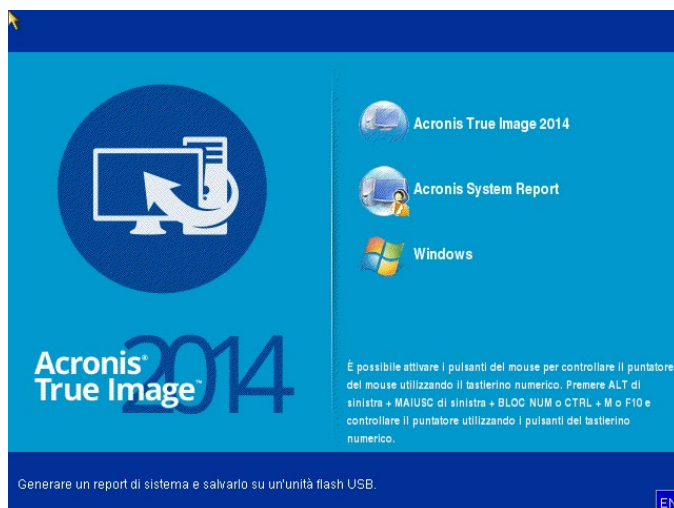 Acronis True Image 2014
Acronis System Report
Windows
Acronis® 2014
True Image™
È possibile attivare i pulsanti del mouse per controllare il puntatore
del mouse utilizzando il tastierino numerico. Premere ALT di
sinistra + MAIUSC di sinistra + BLOC NUM o CTRL + M o F10 e
controllare il puntatore utilizzando i pulsanti del tastierino
numerico.
Generare un report di sistema e salvarlo su un'unità flash USB.
EN